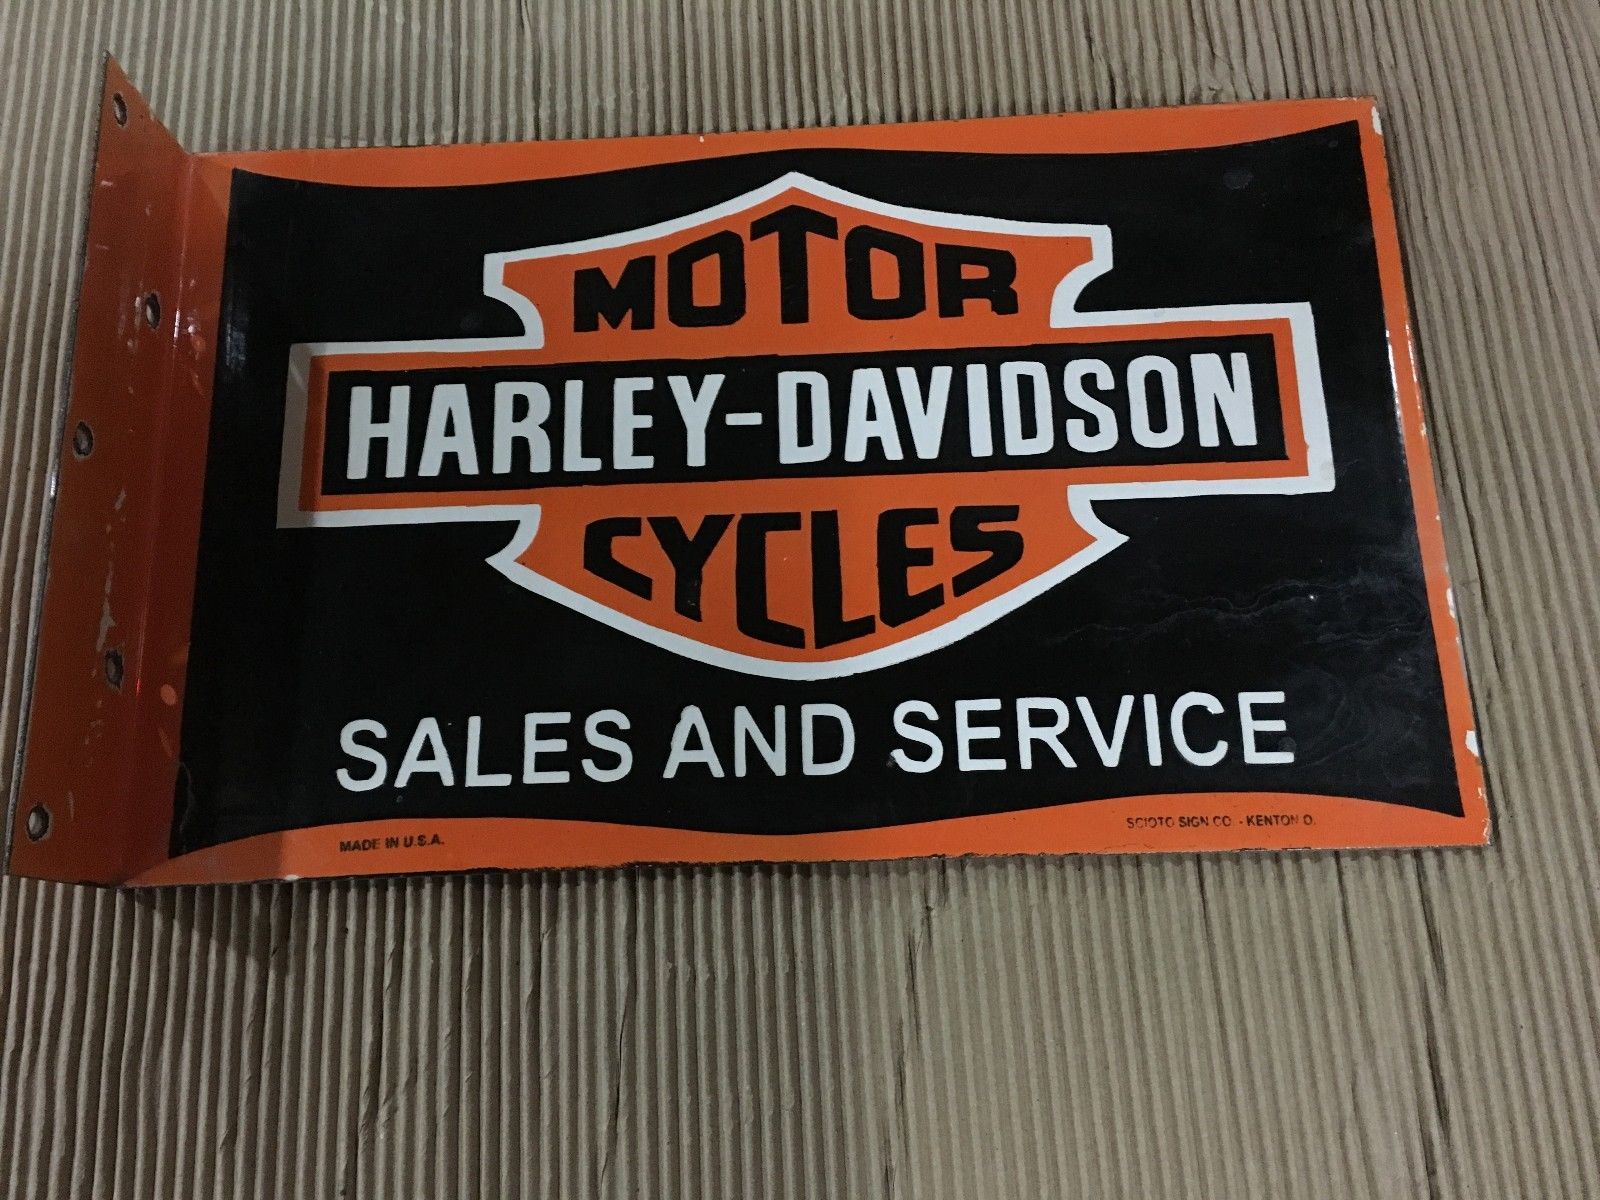 MOTOR
HARLEY-DAVIDSON
CYCLES
SALES AND SERVICE
MADE IN U.S.A.
SCIOTO SIGN CO. - KENTON O.